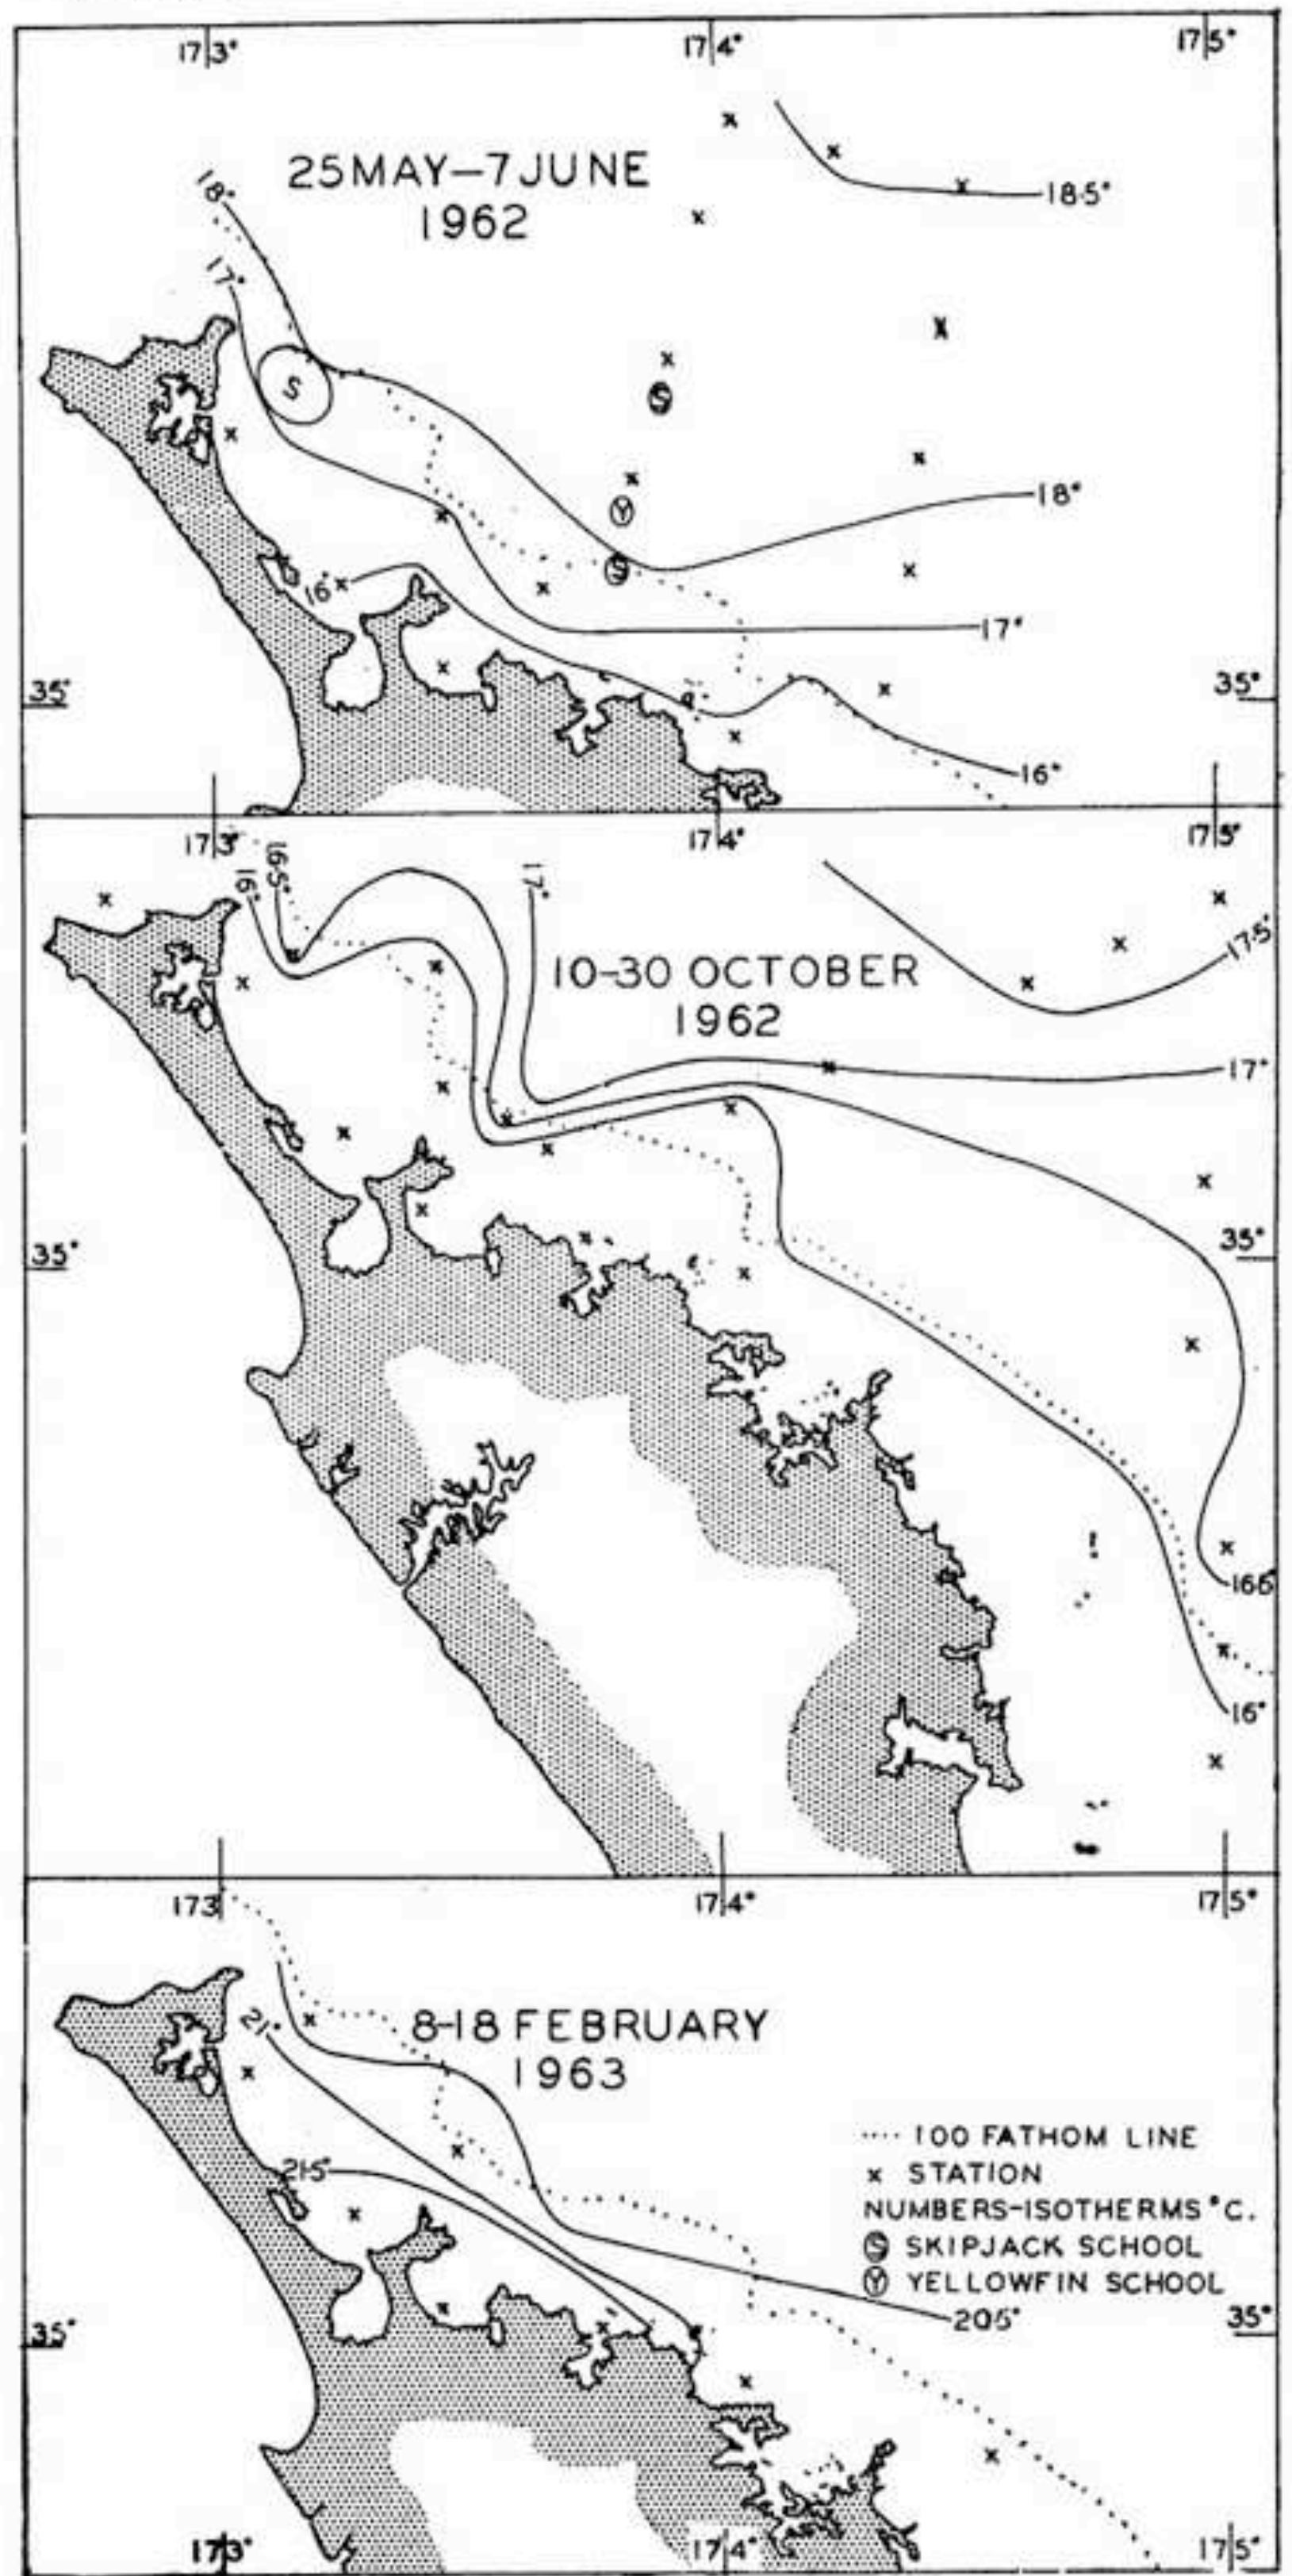 173° 174° 175°
25 MAY—7 JUNE
1962
18°
18·5°
17°
S
S
18°
Y
S
16°
17°
35° 35°
16°
173° 174° 175°
16° 16·5° 17°
17·5°
10-30 OCTOBER
1962
17°
35° 35°
16·5°
16°
173 174° 175°
21°
8-18 FEBRUARY
1963
21·5°
···· 100 FATHOM LINE
x STATION
NUMBERS-ISOTHERMS °C.
Ⓢ SKIPJACK SCHOOL
Ⓨ YELLOWFIN SCHOOL
20·5°
35° 35°
173° 174° 175°